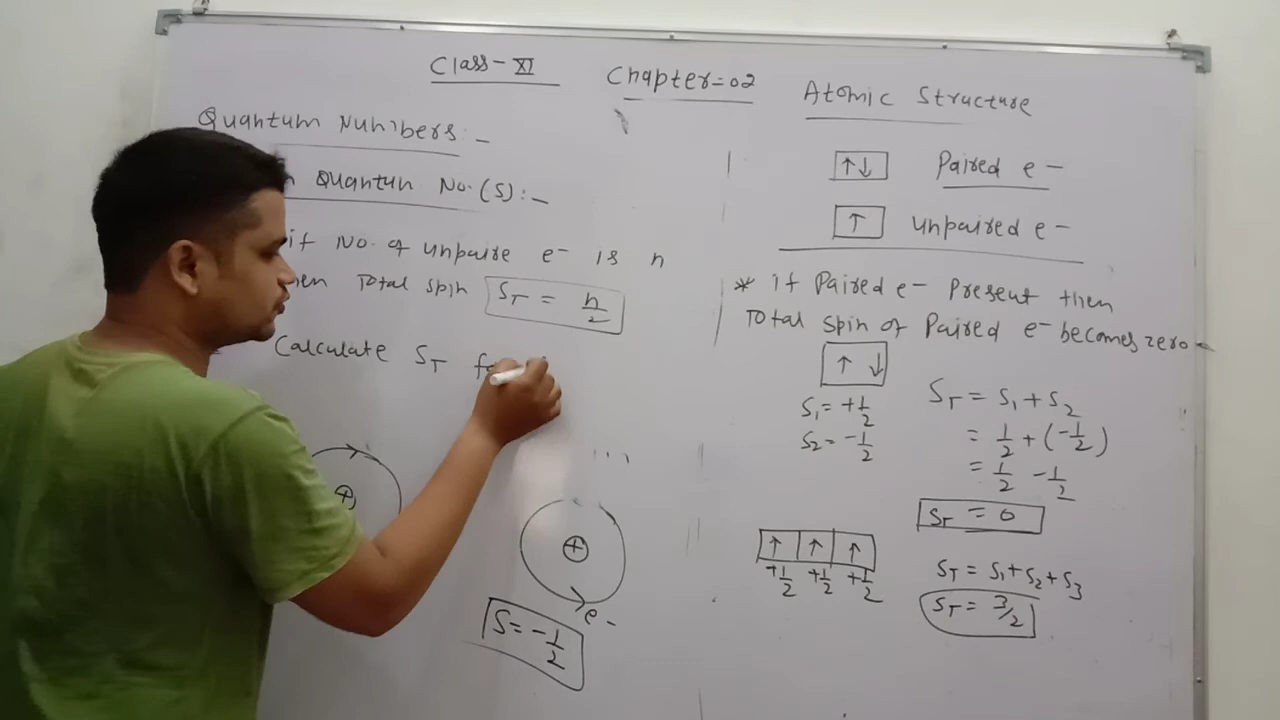 Class-XI Chapter=02 Atomic Structure
Quantum Numbers:-
Quantun No.(S):-
if No. of unpaire e- is n
Total spin S_T = n/2
Calculate S_T
S = -1/2
e-
↑↓ Paired e-
↑ unpaired e-
* if Paired e- Present then
Total spin of Paired e- becomes zero-
↑ ↓
S₁ = +1/2
S₂ = -1/2
S_T = S₁ + S₂
= 1/2 + (-1/2)
= 1/2 - 1/2
S_T = 0
↑ ↑ ↑
+1/2 +1/2 +1/2
S_T = S₁ + S₂ + S₃
S_T = 3/2